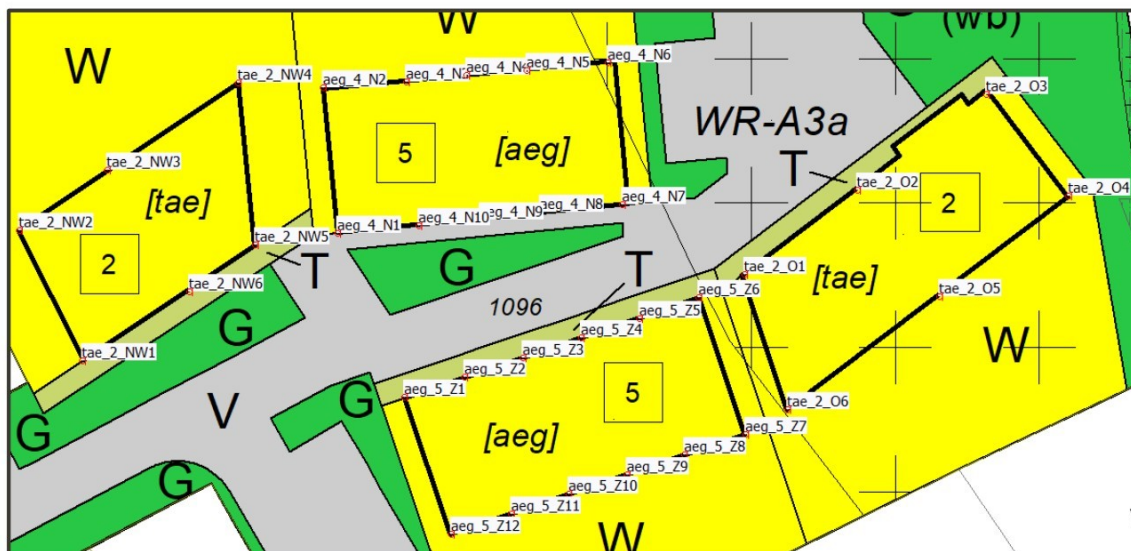 W
W
(wb)
tae_2_NW4
aeg_4_N2
aeg_4_N5
aeg_4_N6
tae_2_O3
WR-A3a
5
[aeg]
tae_2_NW3
T
tae_2_O2
2
tae_2_O4
[tae]
tae_2_NW2
aeg_4_N1
aeg_4_N10
aeg_4_N9
aeg_4_N8
aeg_4_N7
tae_2_NW5
2
T
G
T
tae_2_O1
[tae]
tae_2_NW6
1096
aeg_5_Z6
tae_2_O5
aeg_5_Z5
G
aeg_5_Z4
W
tae_2_NW1
aeg_5_Z3
aeg_5_Z2
aeg_5_Z1
5
G
V
tae_2_O6
G
[aeg]
aeg_5_Z7
aeg_5_Z8
aeg_5_Z9
G
aeg_5_Z10
aeg_5_Z11
aeg_5_Z12
W